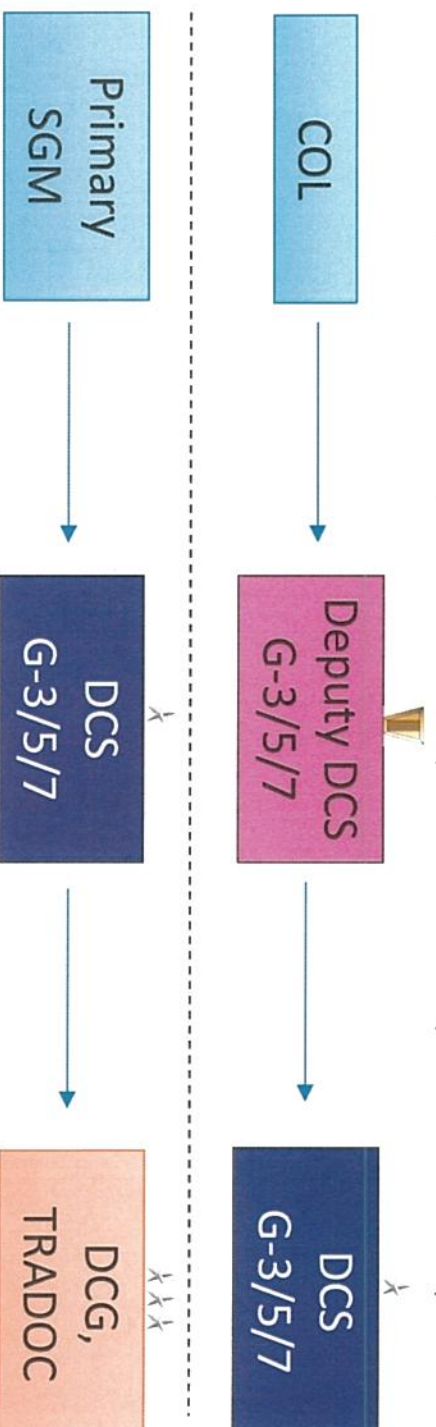 COL
Deputy DCS
G-3/5/7
DCS
G-3/5/7
Primary
SGM
DCS
G-3/5/7
DCG,
TRADOC